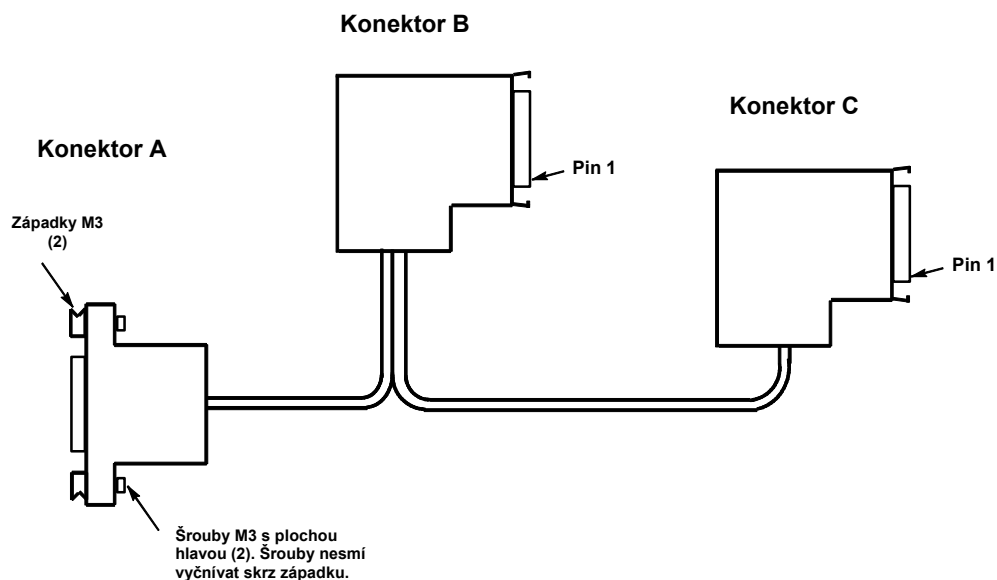 Konektor B
Konektor C
Konektor A
Pin 1
Západky M3
(2)
Pin 1
Šrouby M3 s plochou
hlavou (2). Šrouby nesmí
vyčnívat skrz západku.